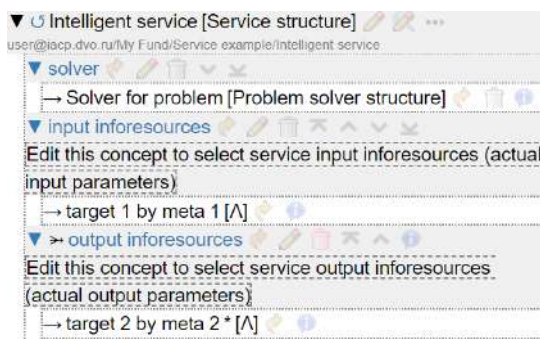 Intelligent service [Service structure]
user@iacp.dvo.ru/My Fund/Service example/Intelligent service
solver
→ Solver for problem [Problem solver structure]
input inforesources
Edit this concept to select service input inforesources (actual
input parameters)
→ target 1 by meta 1 [Λ]
output inforesources
Edit this concept to select service output inforesources
(actual output parameters)
→ target 2 by meta 2 * [Λ]